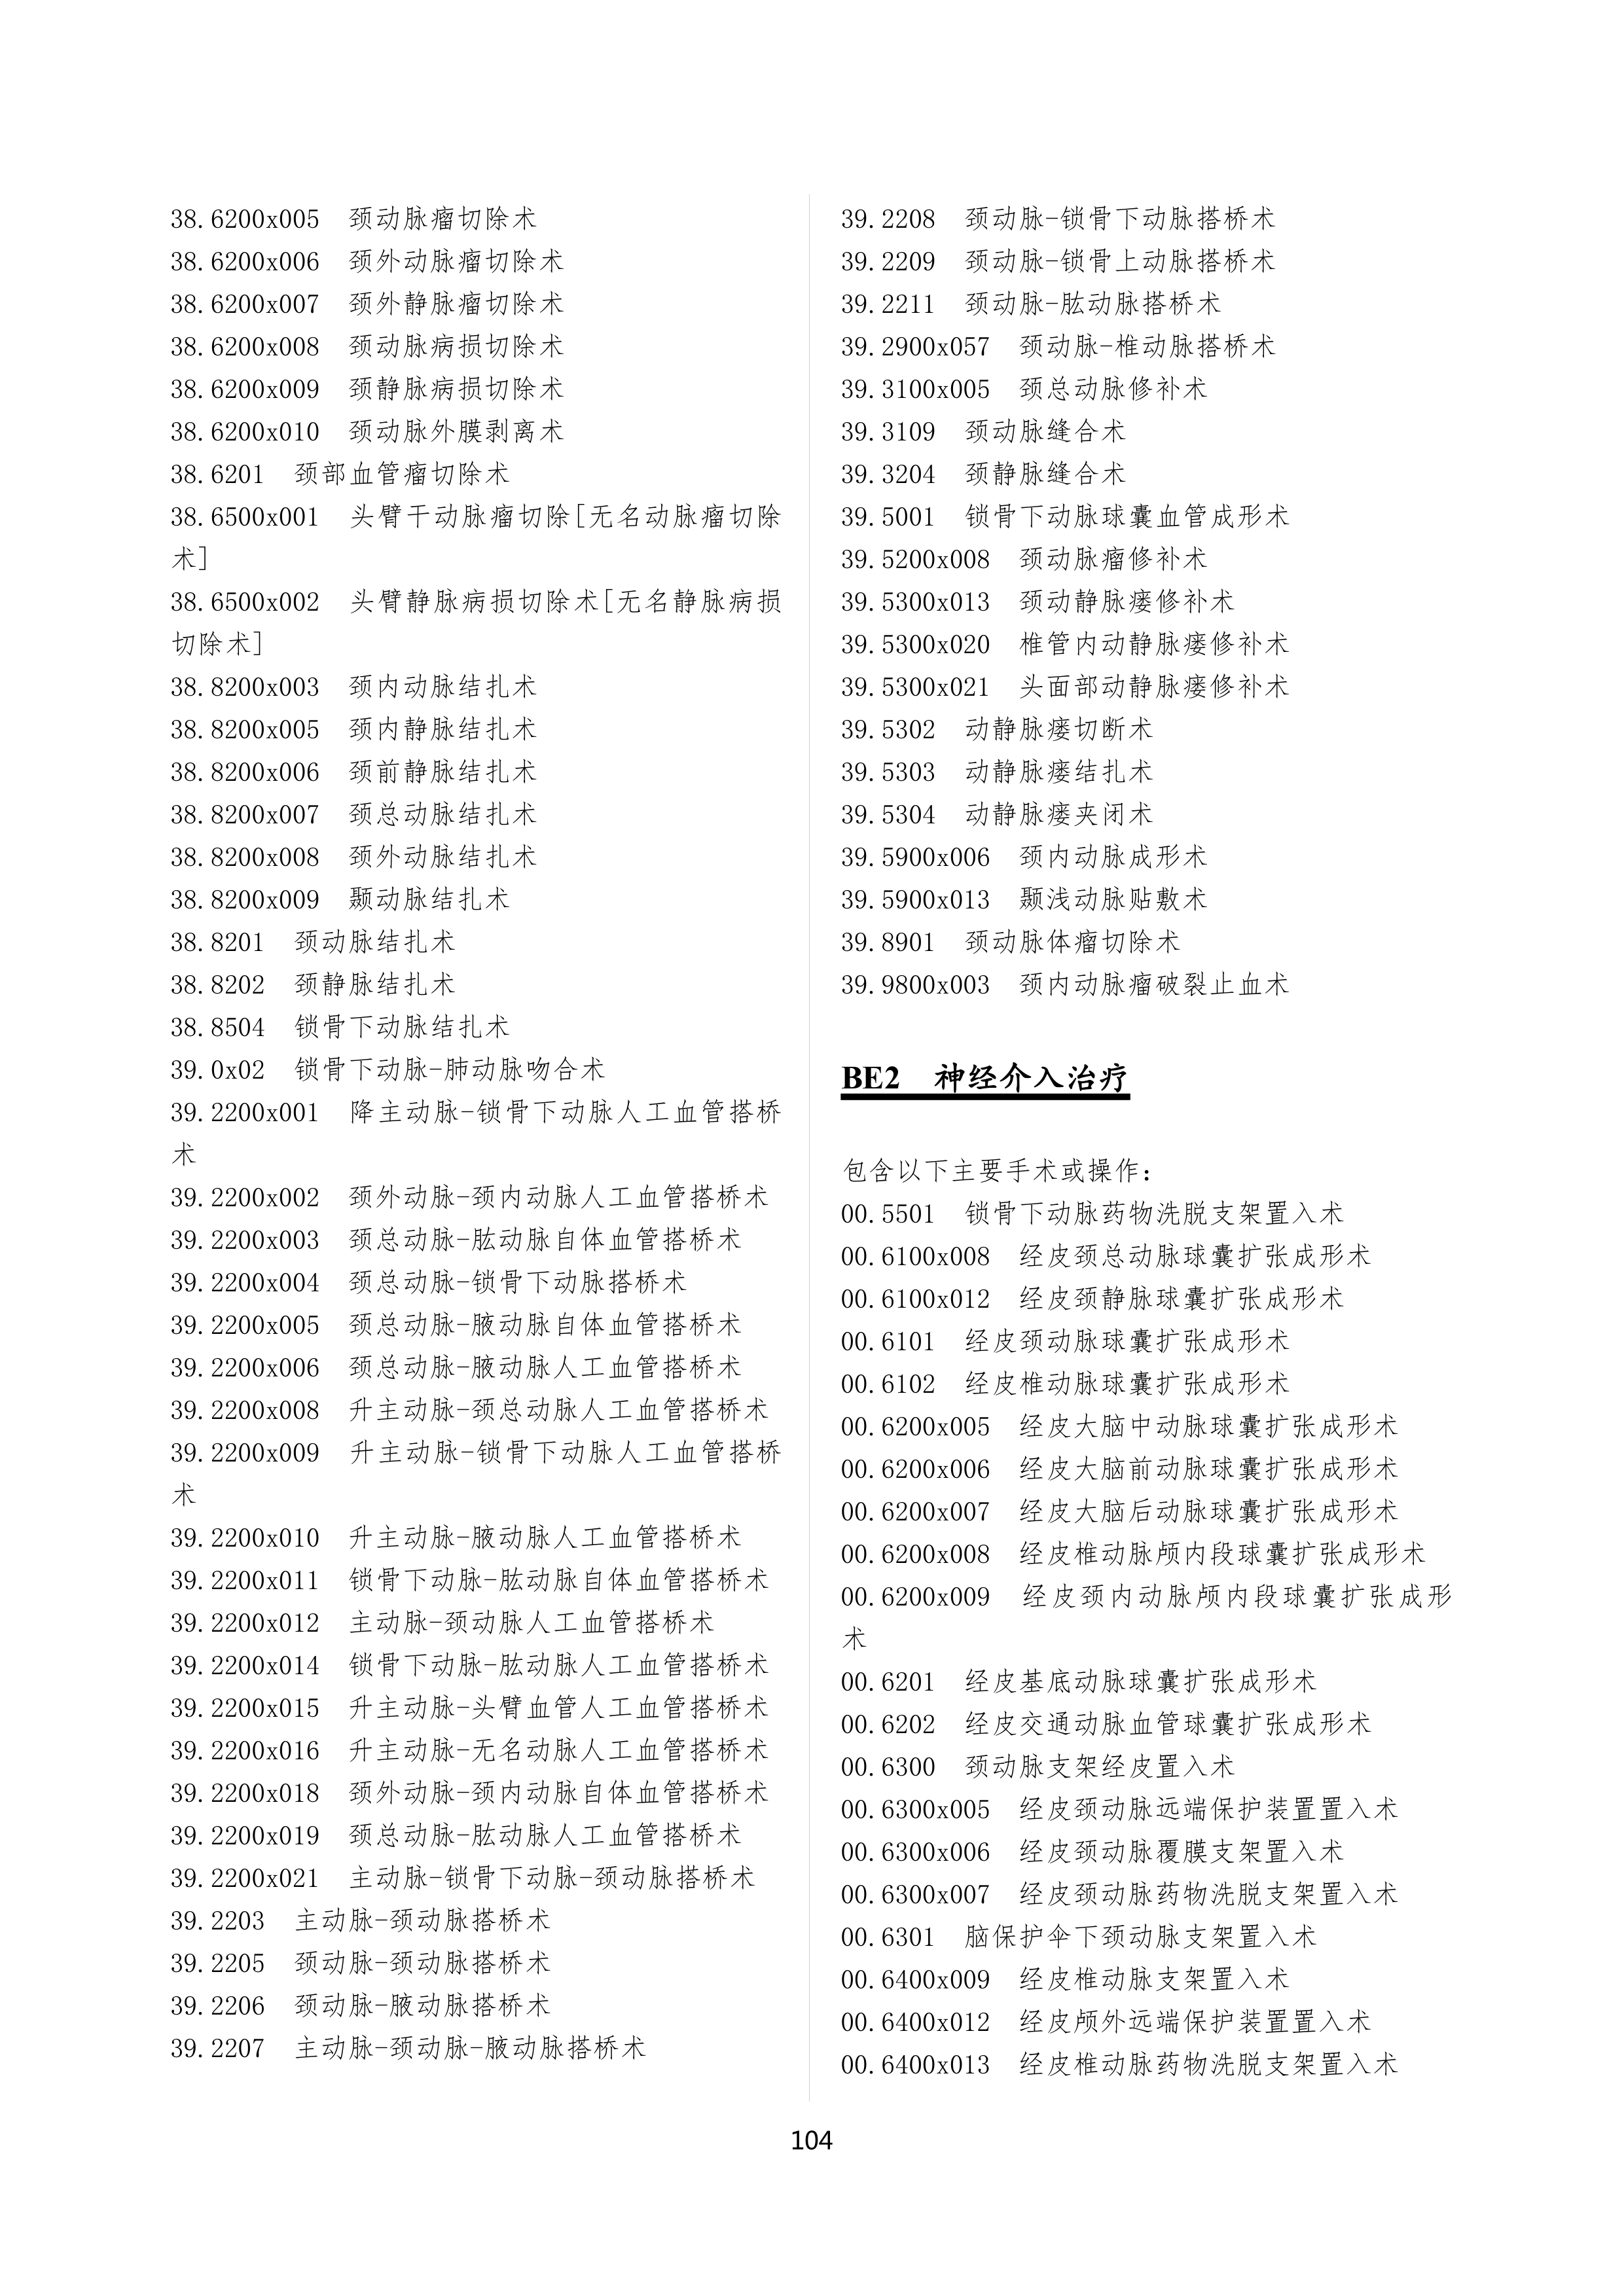 38.6200x005 颈动脉瘤切除术
38.6200x006 颈外动脉瘤切除术
38.6200x007 颈外静脉瘤切除术
38.6200x008 颈动脉病损切除术
38.6200x009 颈静脉病损切除术
38.6200x010 颈动脉外膜剥离术
38.6201 颈部血管瘤切除术
38.6500x001 头臂干动脉瘤切除[无名动脉瘤切除
术]
38.6500x002 头臂静脉病损切除术[无名静脉病损
切除术]
38.8200x003 颈内动脉结扎术
38.8200x005 颈内静脉结扎术
38.8200x006 颈前静脉结扎术
38.8200x007 颈总动脉结扎术
38.8200x008 颈外动脉结扎术
38.8200x009 颞动脉结扎术
38.8201 颈动脉结扎术
38.8202 颈静脉结扎术
38.8504 锁骨下动脉结扎术
39.0x02 锁骨下动脉-肺动脉吻合术
39.2200x001 降主动脉-锁骨下动脉人工血管搭桥
术
39.2200x002 颈外动脉-颈内动脉人工血管搭桥术
39.2200x003 颈总动脉-肱动脉自体血管搭桥术
39.2200x004 颈总动脉-锁骨下动脉搭桥术
39.2200x005 颈总动脉-腋动脉自体血管搭桥术
39.2200x006 颈总动脉-腋动脉人工血管搭桥术
39.2200x008 升主动脉-颈总动脉人工血管搭桥术
39.2200x009 升主动脉-锁骨下动脉人工血管搭桥
术
39.2200x010 升主动脉-腋动脉人工血管搭桥术
39.2200x011 锁骨下动脉-肱动脉自体血管搭桥术
39.2200x012 主动脉-颈动脉人工血管搭桥术
39.2200x014 锁骨下动脉-肱动脉人工血管搭桥术
39.2200x015 升主动脉-头臂血管人工血管搭桥术
39.2200x016 升主动脉-无名动脉人工血管搭桥术
39.2200x018 颈外动脉-颈内动脉自体血管搭桥术
39.2200x019 颈总动脉-肱动脉人工血管搭桥术
39.2200x021 主动脉-锁骨下动脉-颈动脉搭桥术
39.2203 主动脉-颈动脉搭桥术
39.2205 颈动脉-颈动脉搭桥术
39.2206 颈动脉-腋动脉搭桥术
39.2207 主动脉-颈动脉-腋动脉搭桥术
39.2208 颈动脉-锁骨下动脉搭桥术
39.2209 颈动脉-锁骨上动脉搭桥术
39.2211 颈动脉-肱动脉搭桥术
39.2900x057 颈动脉-椎动脉搭桥术
39.3100x005 颈总动脉修补术
39.3109 颈动脉缝合术
39.3204 颈静脉缝合术
39.5001 锁骨下动脉球囊血管成形术
39.5200x008 颈动脉瘤修补术
39.5300x013 颈动静脉瘘修补术
39.5300x020 椎管内动静脉瘘修补术
39.5300x021 头面部动静脉瘘修补术
39.5302 动静脉瘘切断术
39.5303 动静脉瘘结扎术
39.5304 动静脉瘘夹闭术
39.5900x006 颈内动脉成形术
39.5900x013 颞浅动脉贴敷术
39.8901 颈动脉体瘤切除术
39.9800x003 颈内动脉瘤破裂止血术
BE2 神经介入治疗
包含以下主要手术或操作:
00.5501 锁骨下动脉药物洗脱支架置入术
00.6100x008 经皮颈总动脉球囊扩张成形术
00.6100x012 经皮颈静脉球囊扩张成形术
00.6101 经皮颈动脉球囊扩张成形术
00.6102 经皮椎动脉球囊扩张成形术
00.6200x005 经皮大脑中动脉球囊扩张成形术
00.6200x006 经皮大脑前动脉球囊扩张成形术
00.6200x007 经皮大脑后动脉球囊扩张成形术
00.6200x008 经皮椎动脉颅内段球囊扩张成形术
00.6200x009 经皮颈内动脉颅内段球囊扩张成形
术
00.6201 经皮基底动脉球囊扩张成形术
00.6202 经皮交通动脉血管球囊扩张成形术
00.6300 颈动脉支架经皮置入术
00.6300x005 经皮颈动脉远端保护装置置入术
00.6300x006 经皮颈动脉覆膜支架置入术
00.6300x007 经皮颈动脉药物洗脱支架置入术
00.6301 脑保护伞下颈动脉支架置入术
00.6400x009 经皮椎动脉支架置入术
00.6400x012 经皮颅外远端保护装置置入术
00.6400x013 经皮椎动脉药物洗脱支架置入术
104